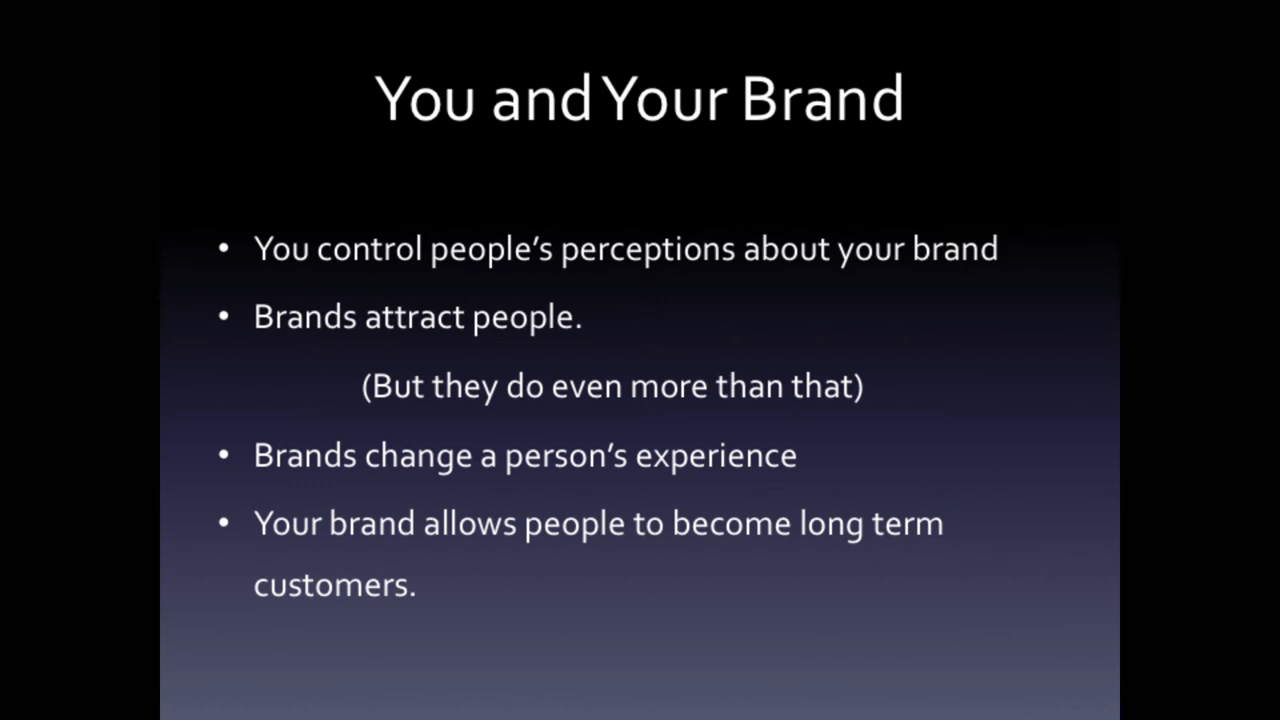 You and Your Brand
• You control people’s perceptions about your brand
• Brands attract people.
(But they do even more than that)
• Brands change a person’s experience
• Your brand allows people to become long term
customers.